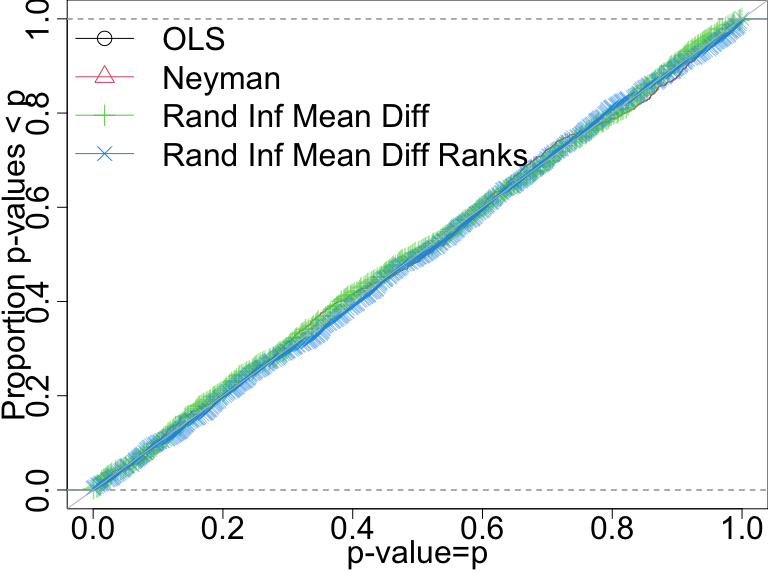 OLS
Neyman
Rand Inf Mean Diff
Rand Inf Mean Diff Ranks
Proportion p-values < p
0.0 0.2 0.4 0.6 0.8 1.0
0.0 0.2 0.4 0.6 0.8 1.0
p-value=p